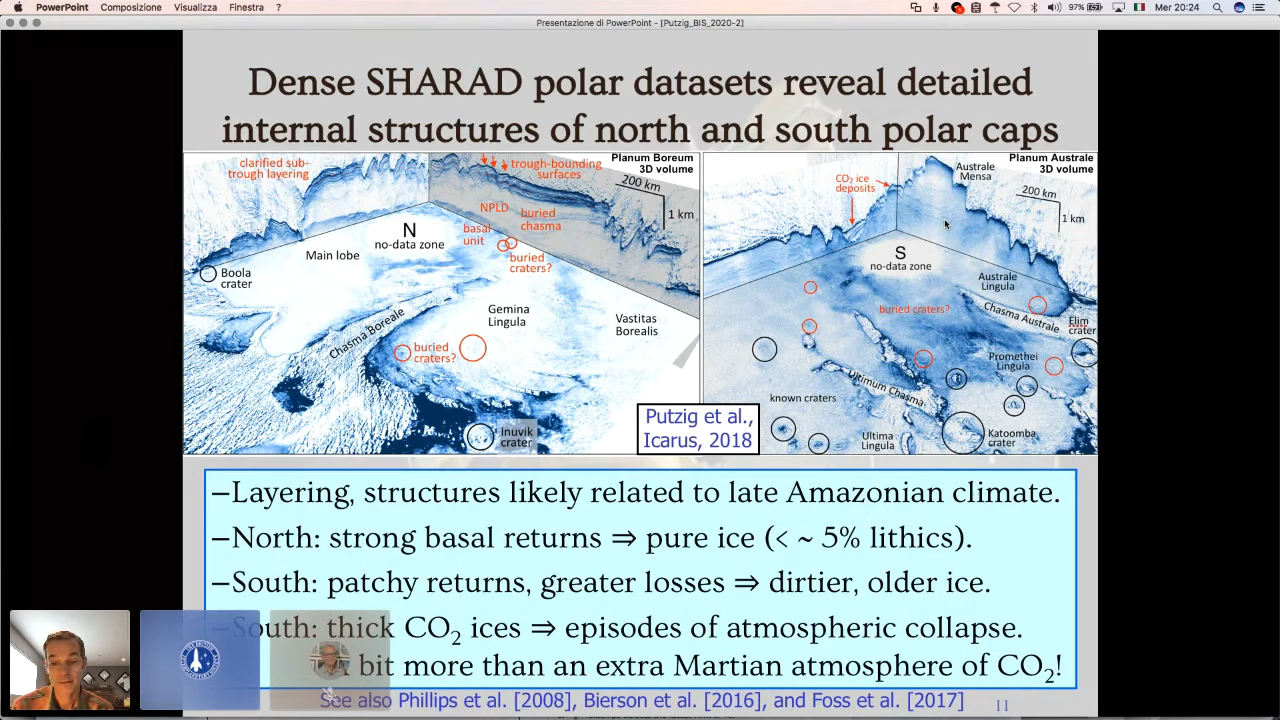 PowerPoint Composizione Visualizza Finestra ? 97% Mer 20:24
Presentazione di PowerPoint - [Putzig_BIS_2020-2]
Dense SHARAD polar datasets reveal detailed
internal structures of north and south polar caps
clarified sub-
trough layering
trough-bounding
surfaces
Planum Boreum
3D volume
200 km
1 km
NPLD
buried
chasma
basal
unit
buried
craters?
N
no-data zone
Main lobe
Boola
crater
Gemina
Lingula
Vastitas
Borealis
Chasma Boreale
buried
craters?
Inuvik
crater
Planum Australe
3D volume
CO₂ ice
deposits
Australe
Mensa
200 km
1 km
S
no-data zone
Australe
Lingula
buried craters?
Chasma Australe
Elim
crater
Promethei
Lingula
Ultimum Chasma
known craters
Ultima
Lingula
Katoomba
crater
Putzig et al.,
Icarus, 2018
–Layering, structures likely related to late Amazonian climate.
–North: strong basal returns ⇒ pure ice (< ~ 5% lithics).
–South: patchy returns, greater losses ⇒ dirtier, older ice.
–South: thick CO₂ ices ⇒ episodes of atmospheric collapse.
bit more than an extra Martian atmosphere of CO₂!
See also Phillips et al. [2008], Bierson et al. [2016], and Foss et al. [2017]
11